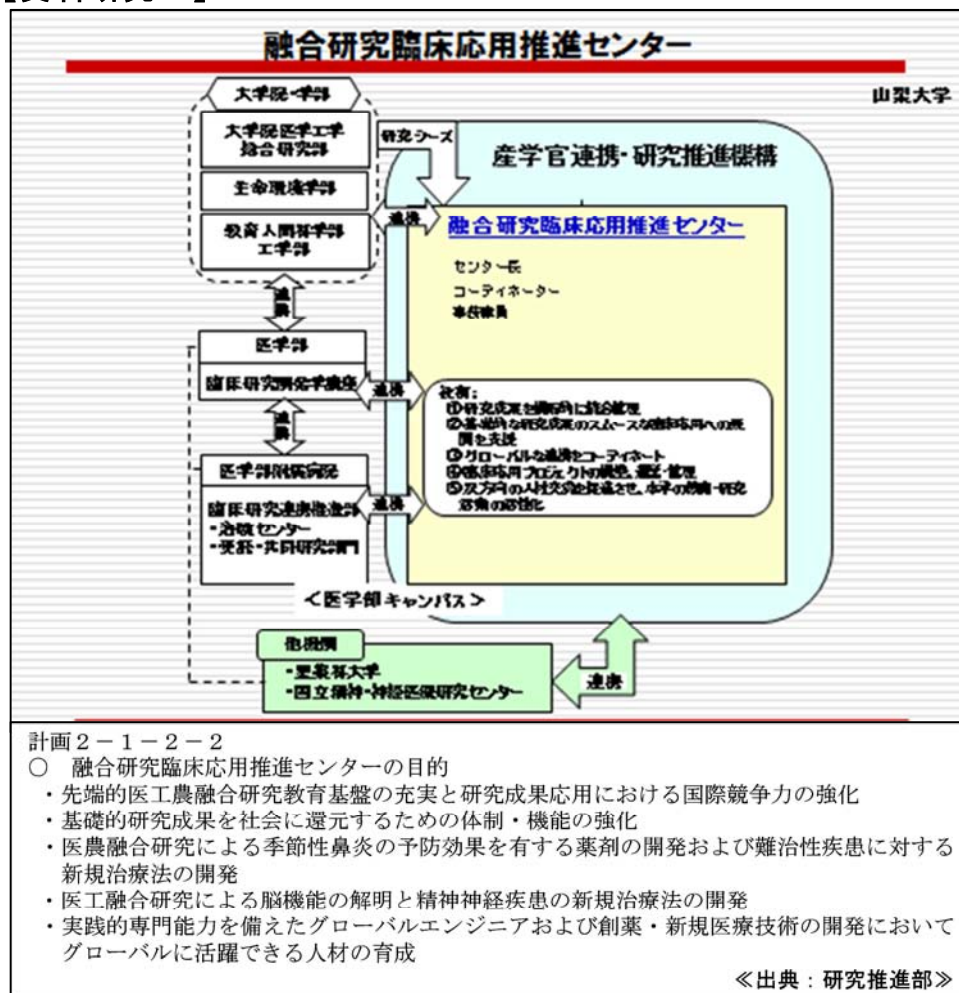 融合研究臨床応用推進センター
山梨大学
大学院・学部
大学院医学工学
総合研究部
生命環境学部
教育人間科学部
工学部
研究シーズ
産学官連携・研究推進機構
連携
融合研究臨床応用推進センター
センター長
コーディネーター
事務職員
連携
医学部
臨床研究開発学講座
連携
連携
医学部附属病院
臨床研究連携推進部
・治験センター
・受託・共同研究部門
連携
役割:
①研究成果を横断的に統合管理
②基礎的な研究成果のスムースな臨床応用への展
開を支援
③グローバルな連携をコーディネート
④臨床応用プロジェクトの構築、運営・管理
⑤双方向の人材交流を促進させ、本学の教育・研究
活動の活性化
<医学部キャンパス>
他機関
・星薬科大学
・国立精神・神経医療研究センター
連携
計画2-1-2-2
○ 融合研究臨床応用推進センターの目的
・先端的医工農融合研究教育基盤の充実と研究成果応用における国際競争力の強化
・基礎的研究成果を社会に還元するための体制・機能の強化
・医農融合研究による季節性鼻炎の予防効果を有する薬剤の開発および難治性疾患に対する
新規治療法の開発
・医工融合研究による脳機能の解明と精神神経疾患の新規治療法の開発
・実践的専門能力を備えたグローバルエンジニアおよび創薬・新規医療技術の開発において
グローバルに活躍できる人材の育成
≪出典:研究推進部≫